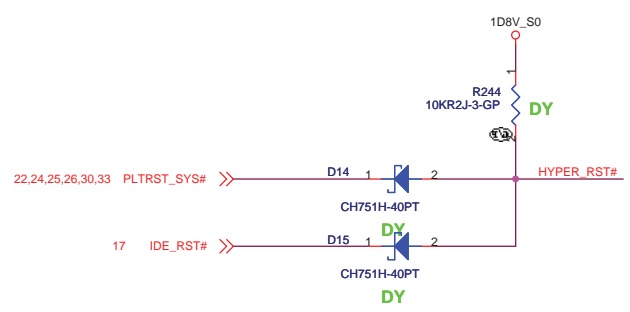 1D8V_S0
1
R244
10KR2J-3-GP
DY
22,24,25,26,30,33 PLTRST_SYS#
D14
1
2
HYPER_RST#
CH751H-40PT
DY
17 IDE_RST#
D15
1
2
CH751H-40PT
DY